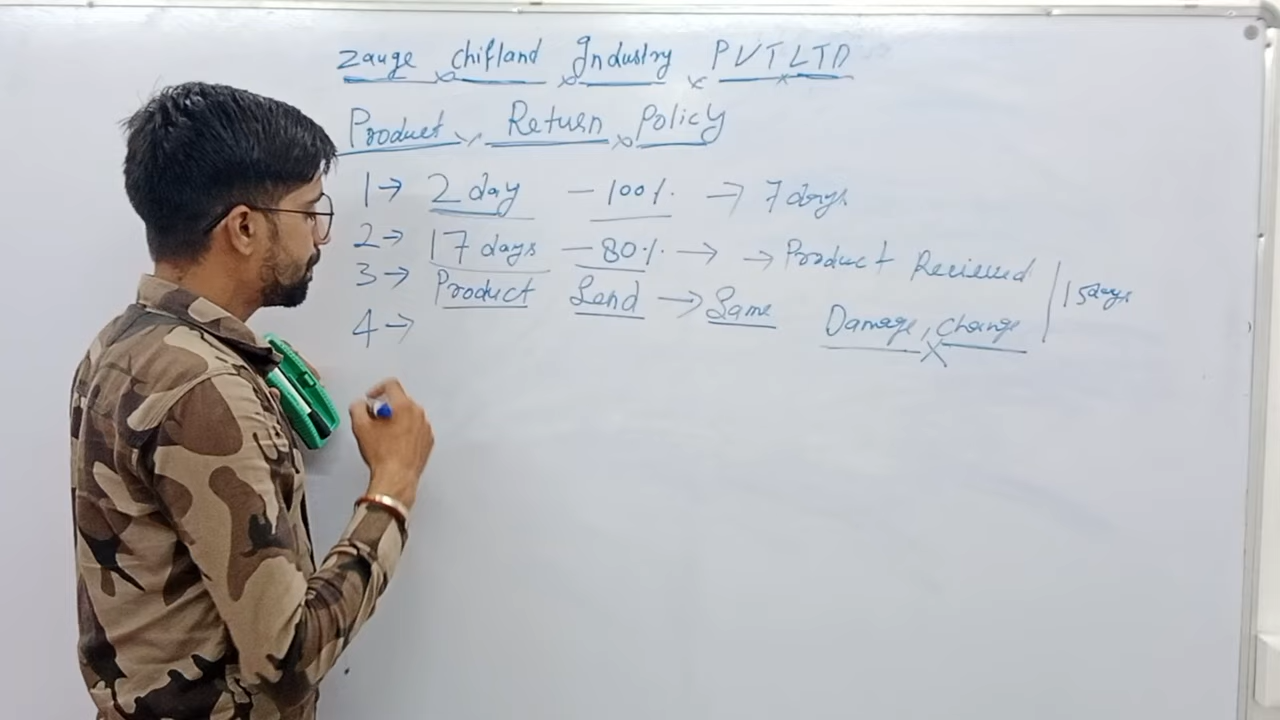 Zauge Chifland Industry PVT LTD
Product Return Policy
1→ 2 day — 100% → 7 days
2→ 17 days — 80% → → Product Recieved
3→ Product Send → Same Damage, Change 15 days
4→